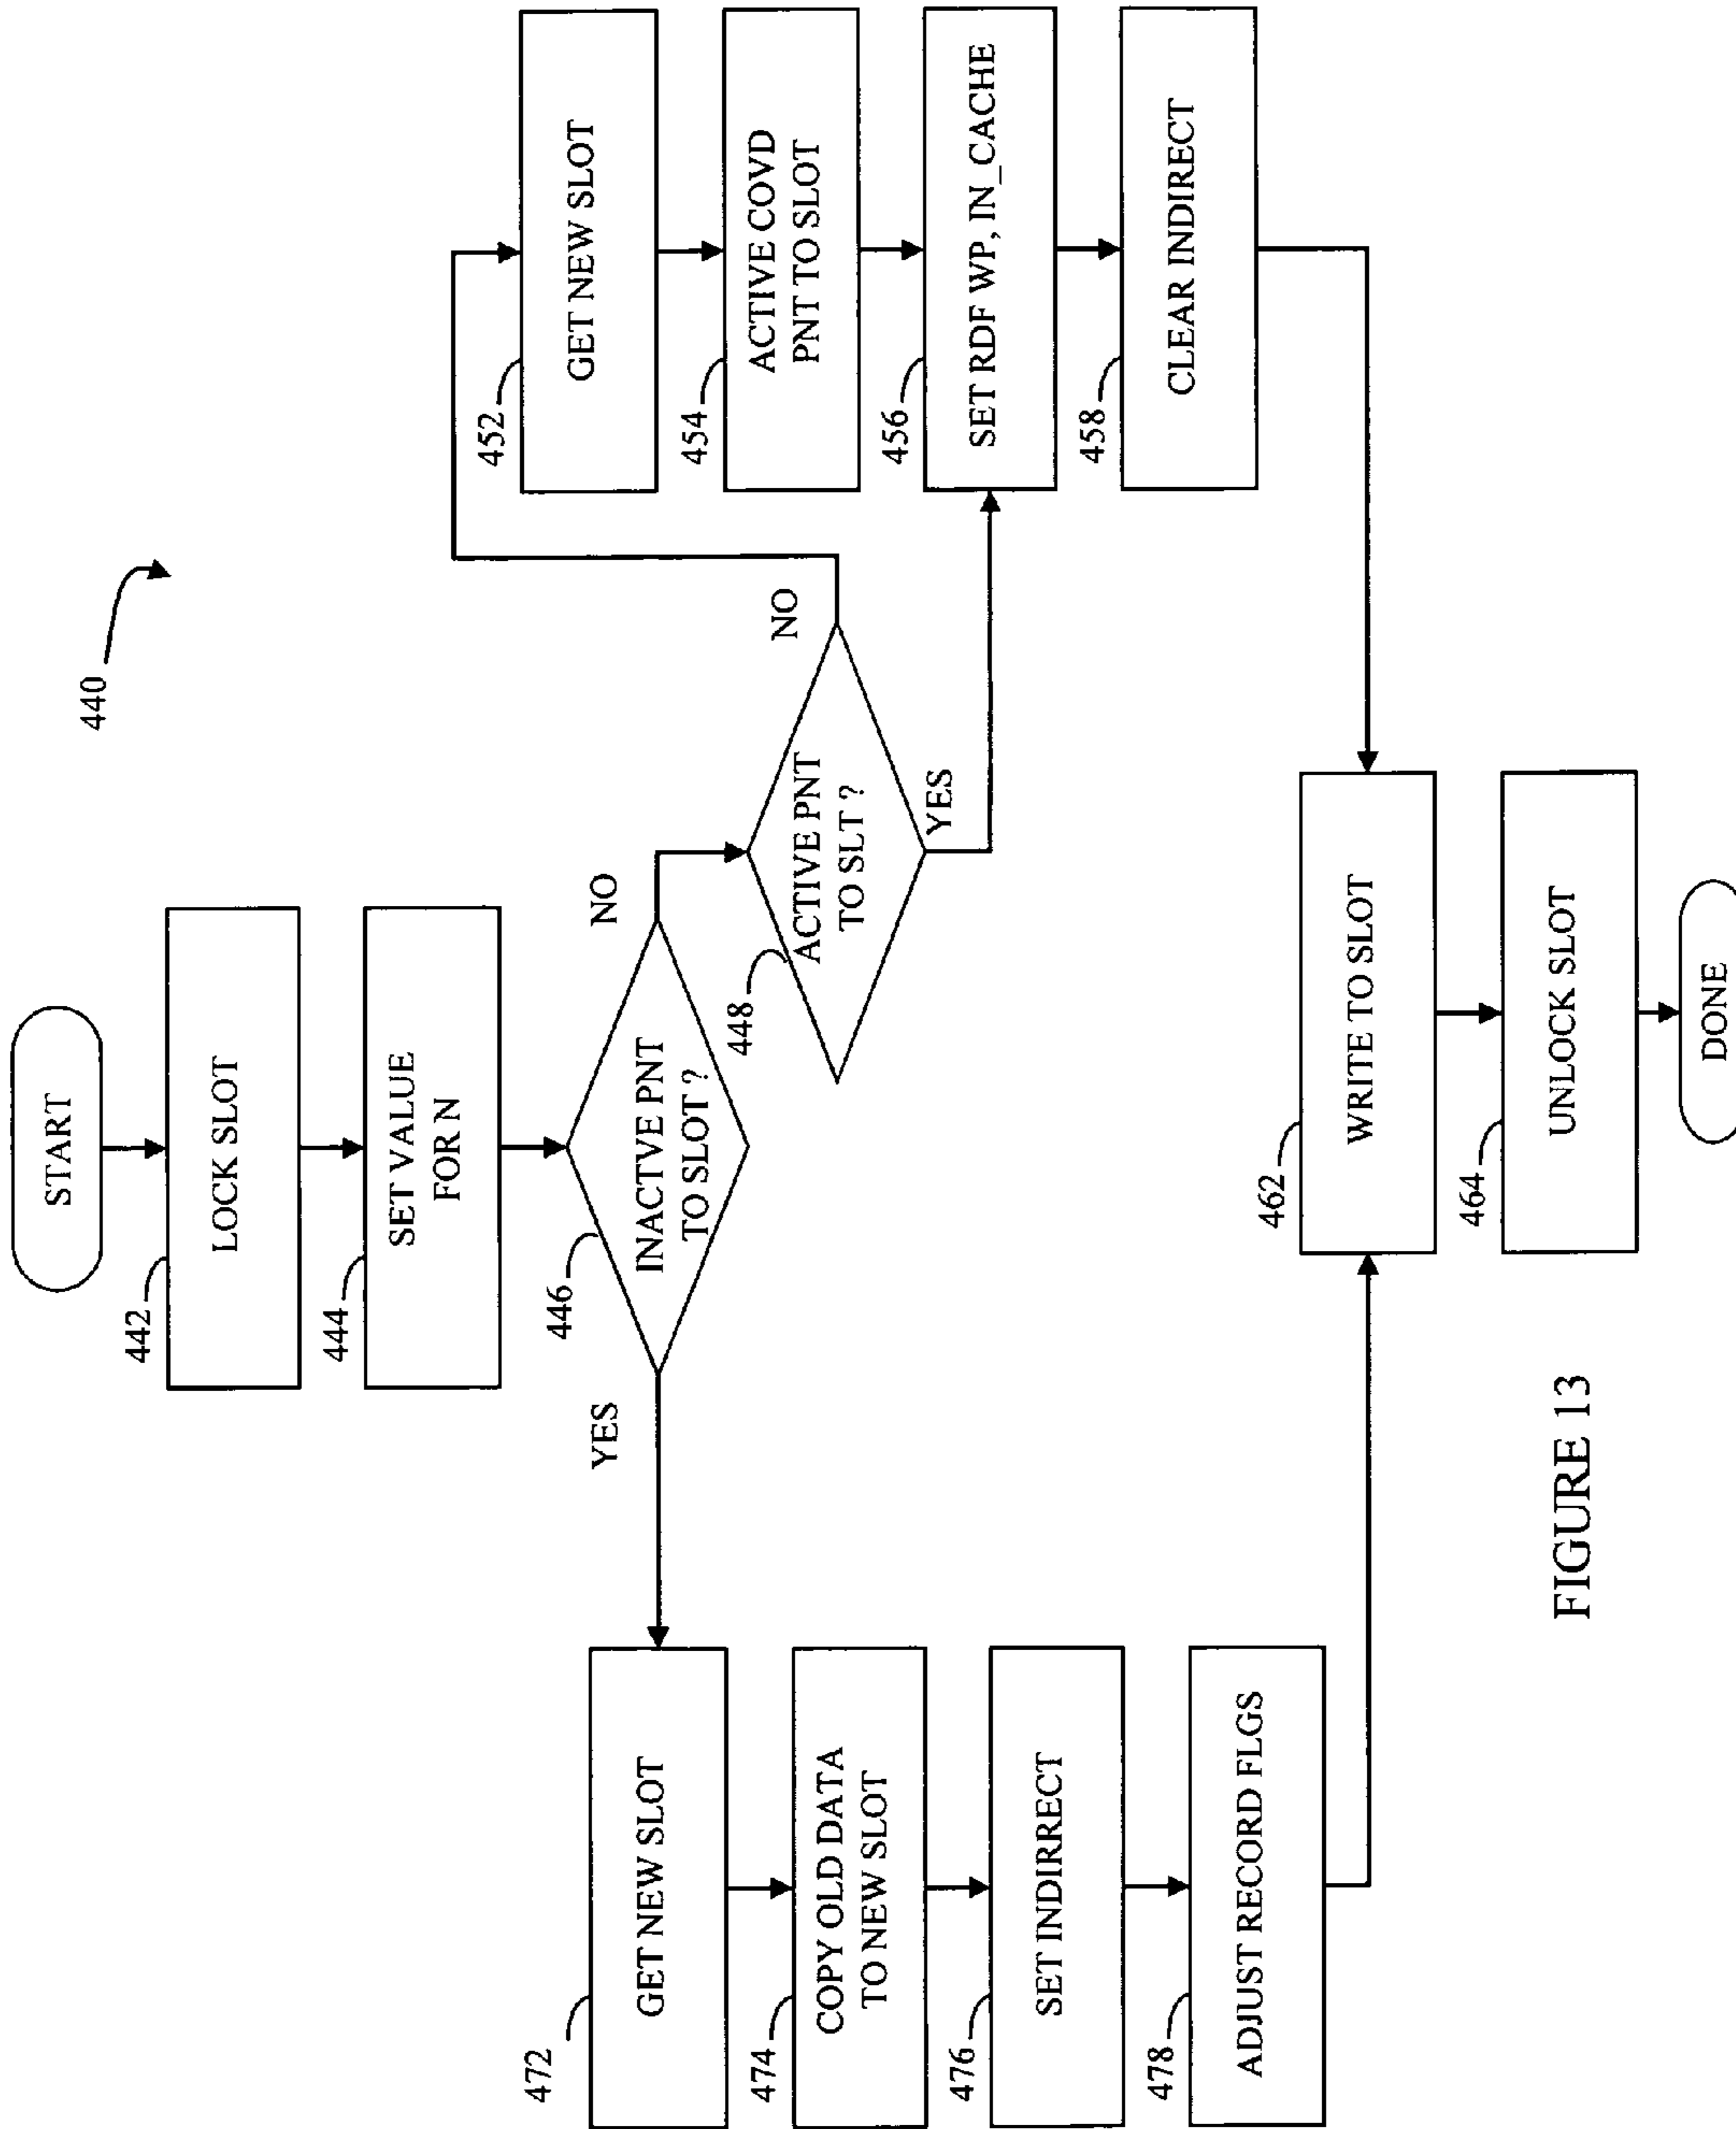 440
START
442
LOCK SLOT
444
SET VALUE
FOR N
446
INACTVE PNT
TO SLOT ?
YES
NO
448
ACTIVE PNT
TO SLT ?
NO
YES
452
GET NEW SLOT
454
ACTIVE COVD
PNT TO SLOT
456
SET RDF WP, IN_CACHE
458
CLEAR INDIRECT
472
GET NEW SLOT
474
COPY OLD DATA
TO NEW SLOT
476
SET INDIRRECT
478
ADJUST RECORD FLGS
462
WRITE TO SLOT
464
UNLOCK SLOT
DONE
FIGURE 13